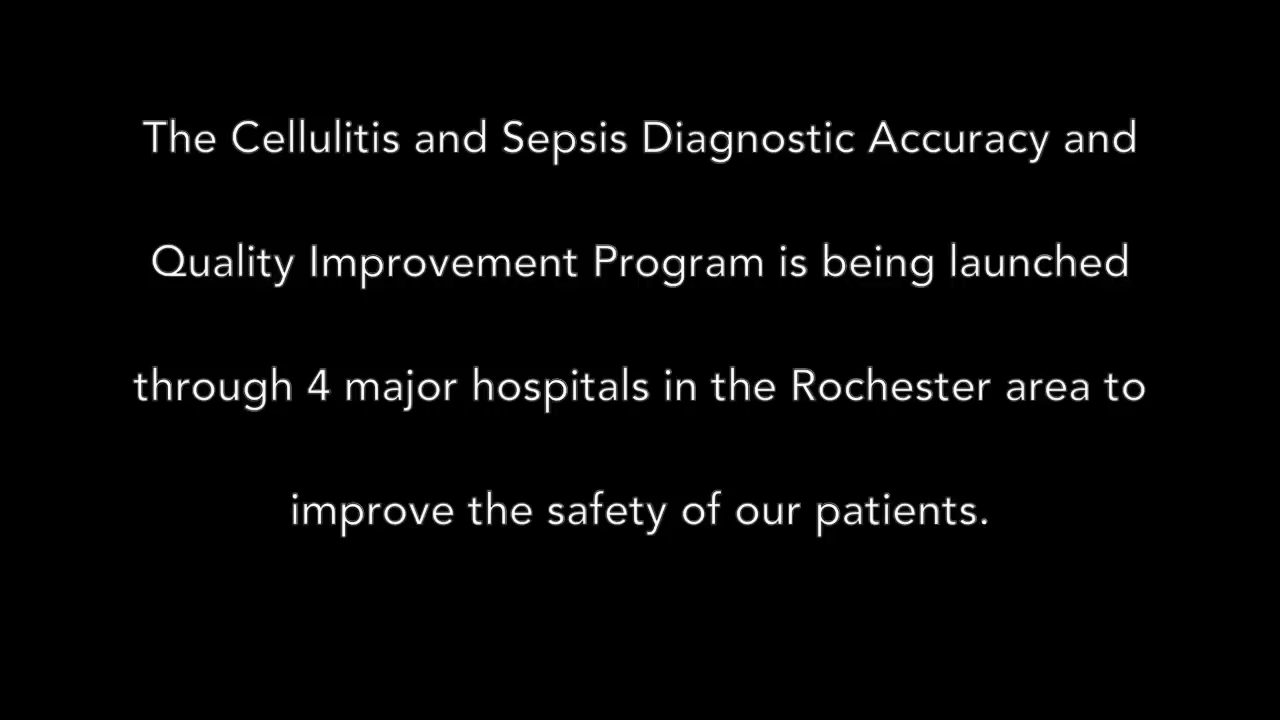 The Cellulitis and Sepsis Diagnostic Accuracy and
Quality Improvement Program is being launched
through 4 major hospitals in the Rochester area to
improve the safety of our patients.